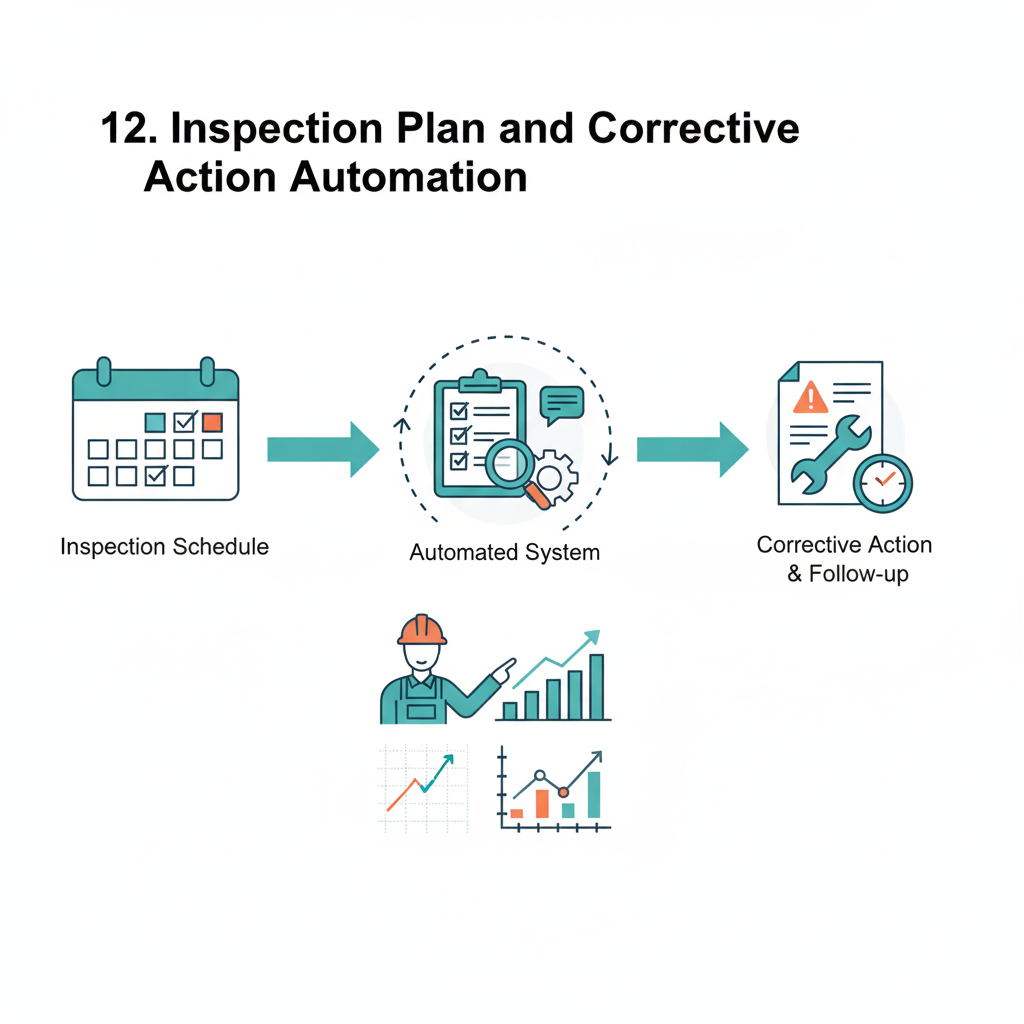 12. Inspection Plan and Corrective
Action Automation
Inspection Schedule
Automated System
Corrective Action
& Follow-up